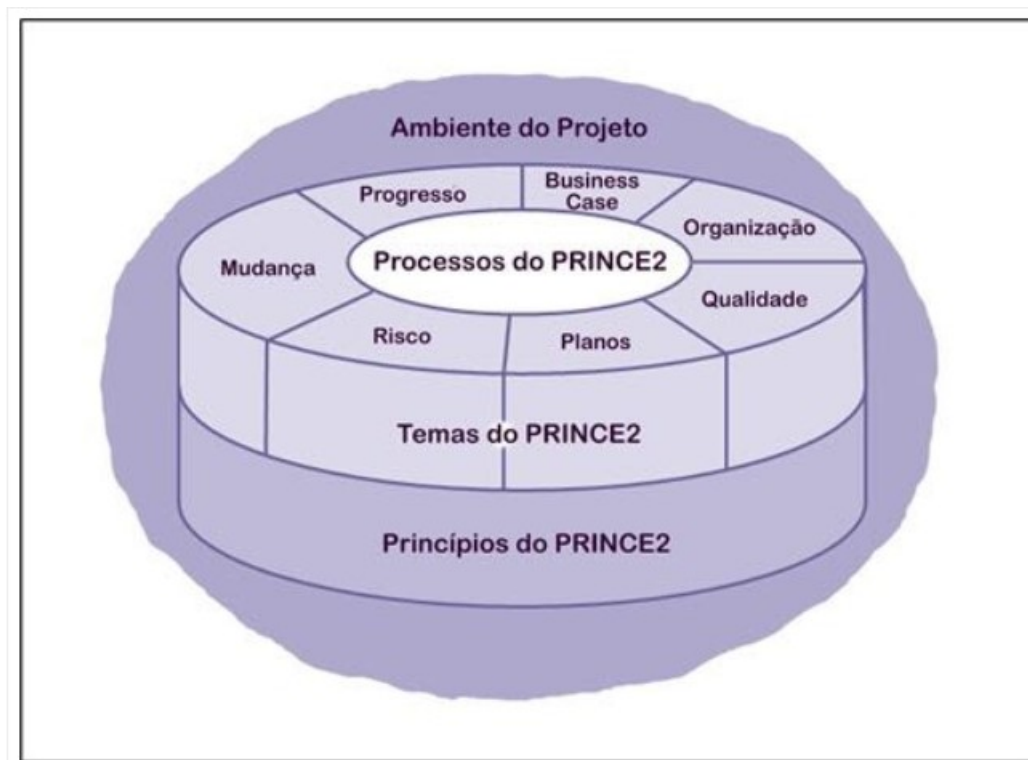 Ambiente do Projeto
Progresso
Business
Case
Organização
Mudança
Processos do PRINCE2
Qualidade
Risco
Planos
Temas do PRINCE2
Princípios do PRINCE2